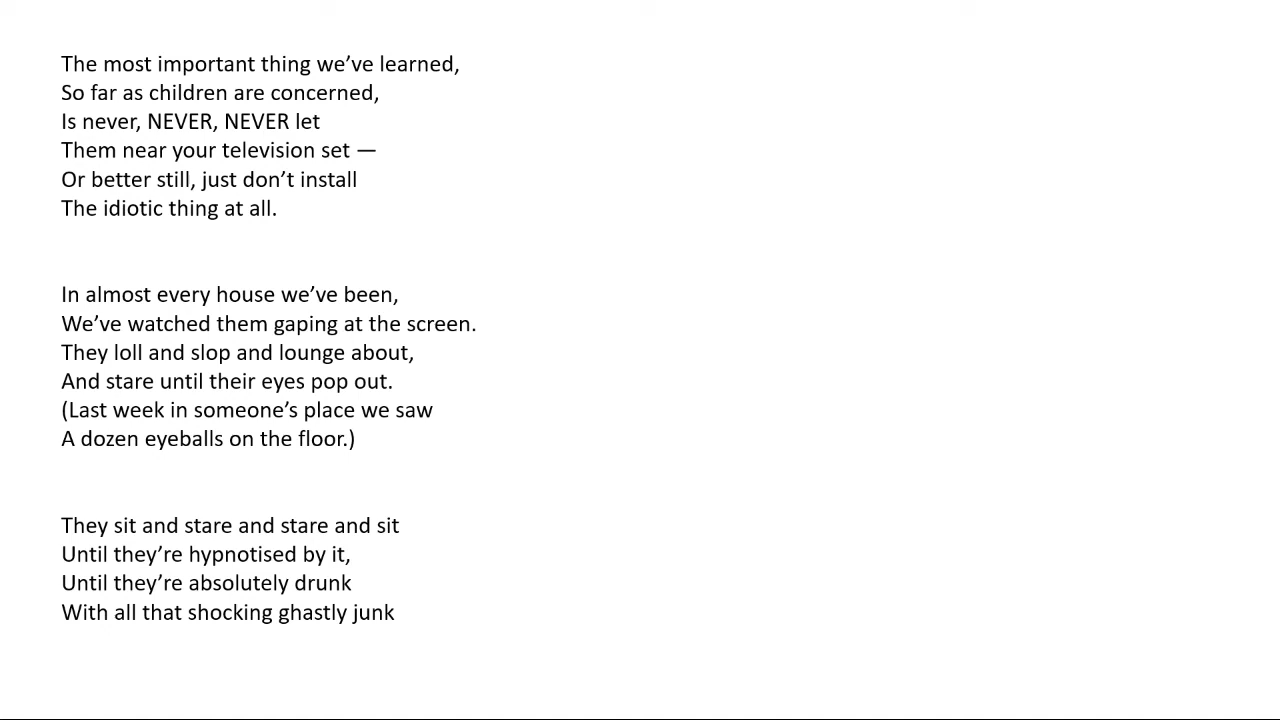 The most important thing we’ve learned,
So far as children are concerned,
Is never, NEVER, NEVER let
Them near your television set —
Or better still, just don’t install
The idiotic thing at all.
In almost every house we’ve been,
We’ve watched them gaping at the screen.
They loll and slop and lounge about,
And stare until their eyes pop out.
(Last week in someone’s place we saw
A dozen eyeballs on the floor.)
They sit and stare and stare and sit
Until they’re hypnotised by it,
Until they’re absolutely drunk
With all that shocking ghastly junk